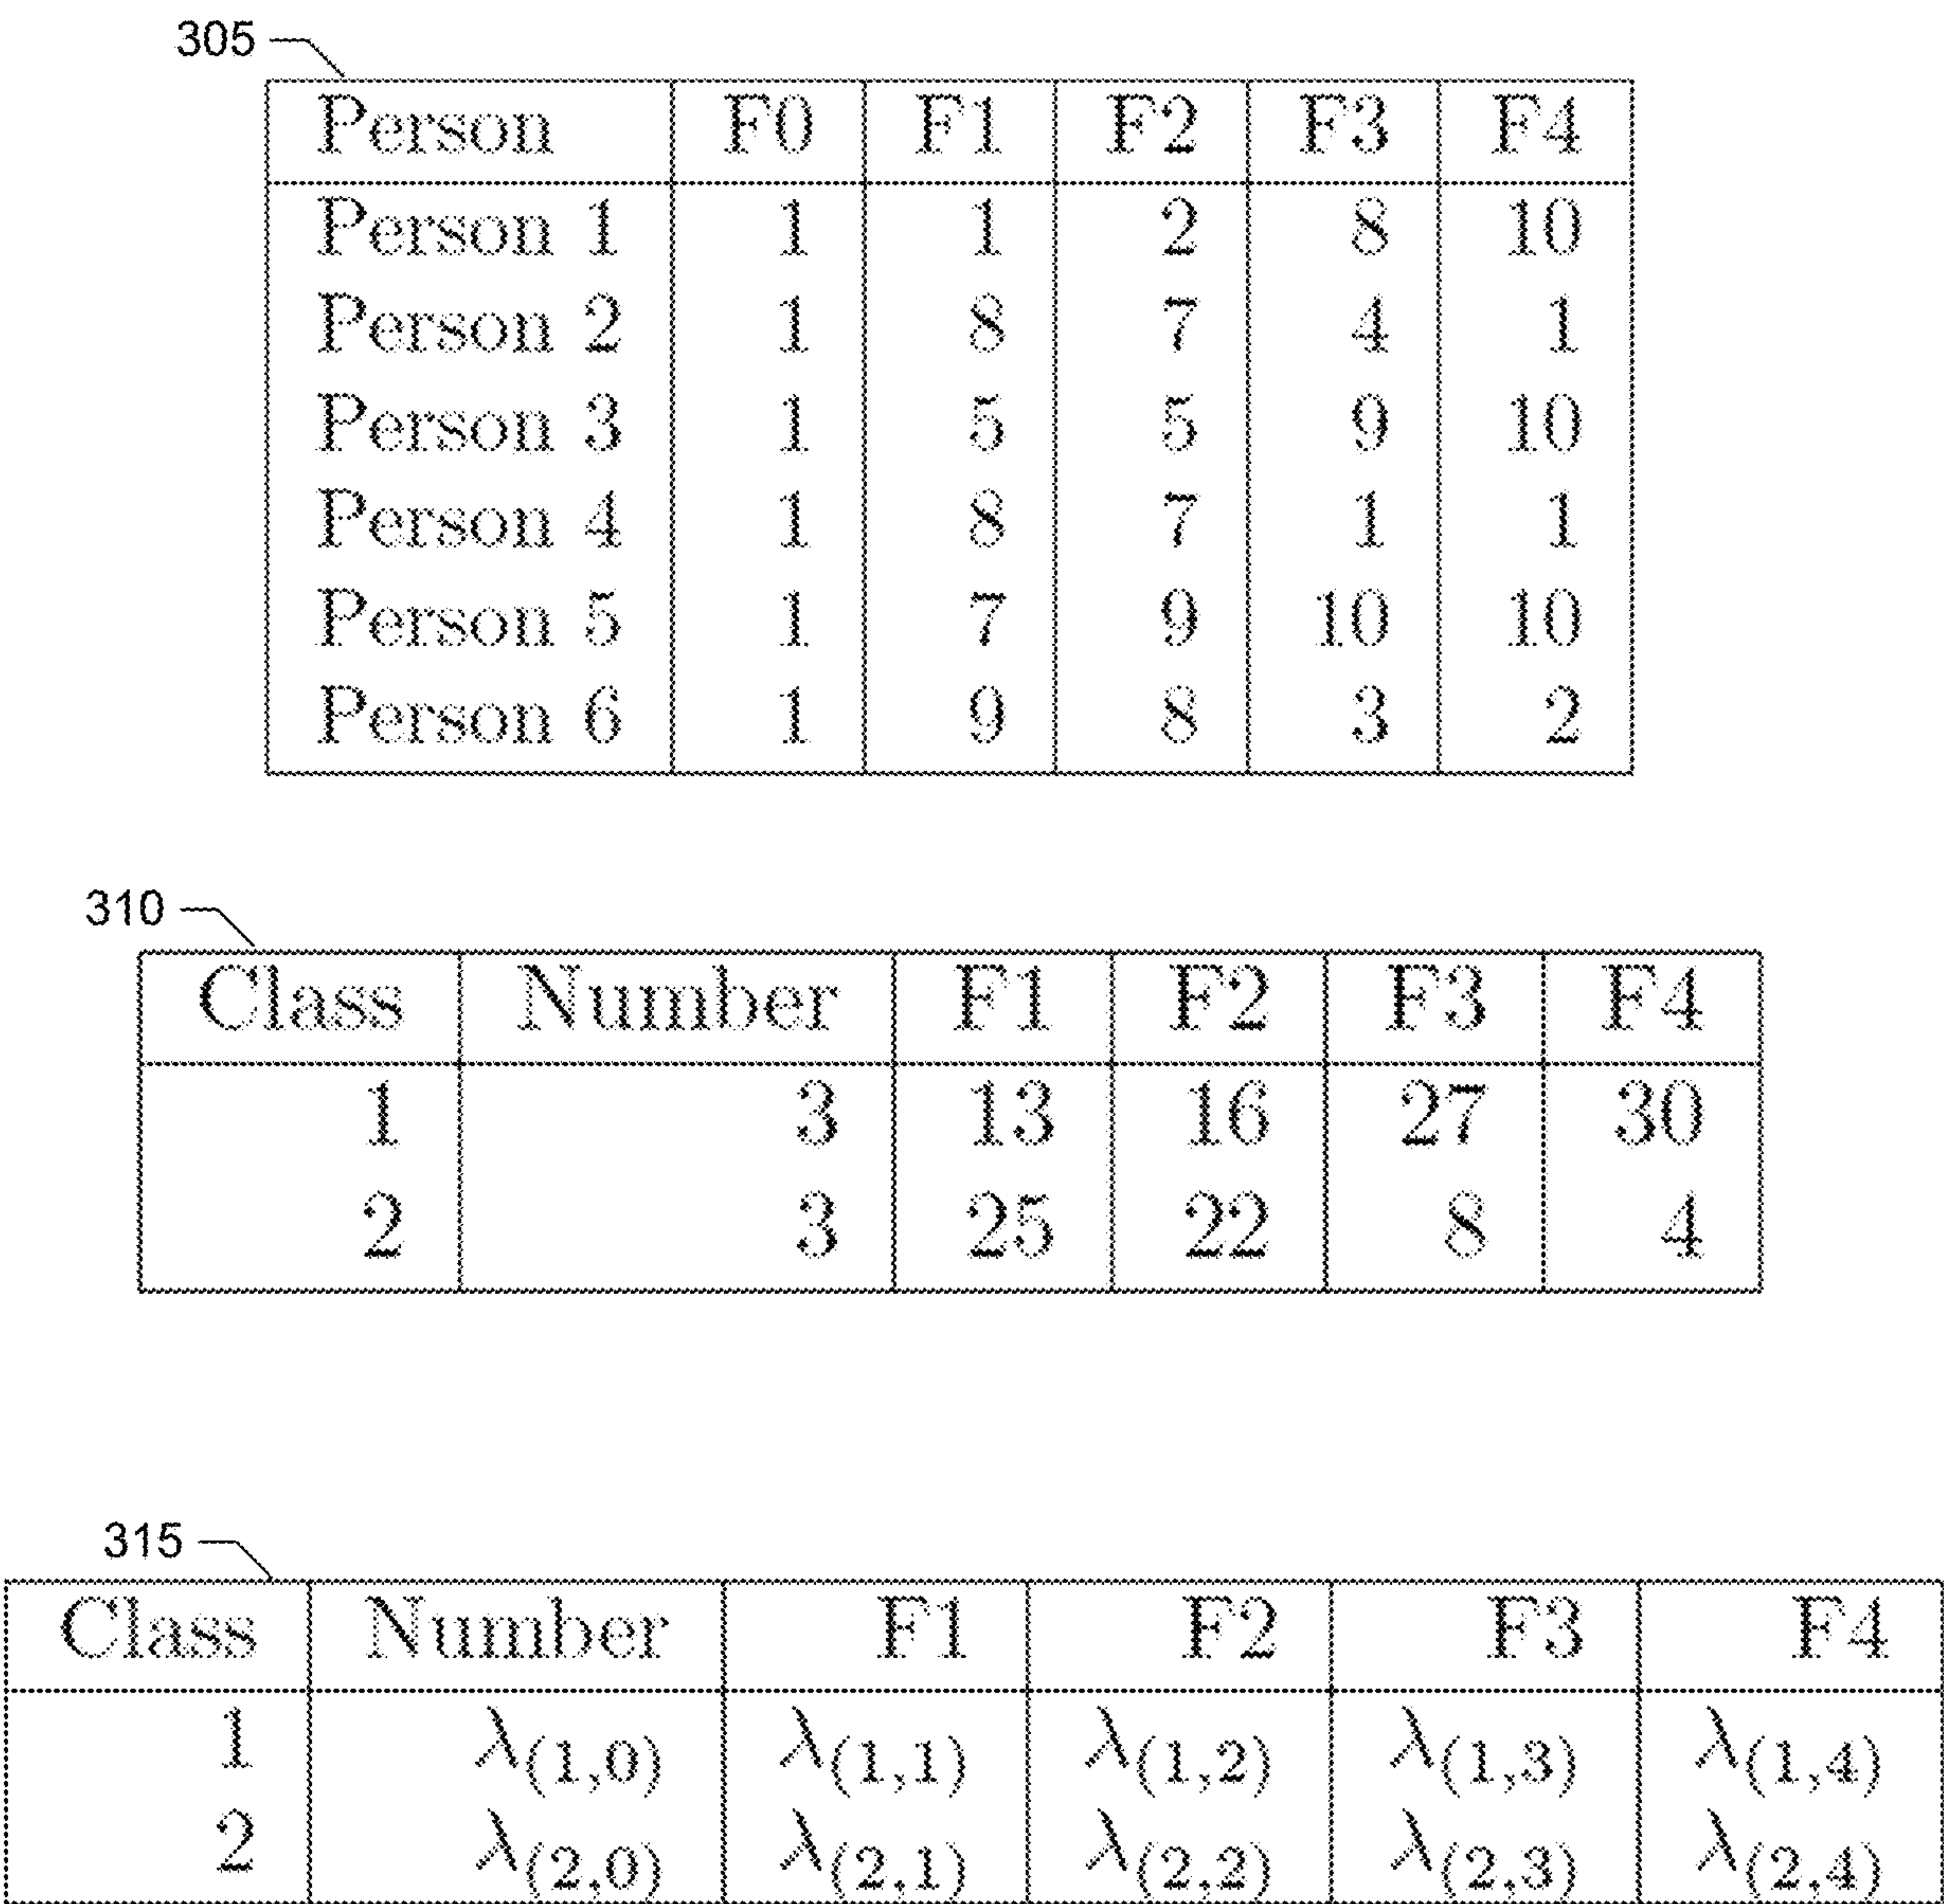 305
Person F0 F1 F2 F3 F4
Person 1 1 1 2 8 10
Person 2 1 8 7 4 1
Person 3 1 5 5 9 10
Person 4 1 8 7 1 1
Person 5 1 7 9 10 10
Person 6 1 9 8 3 2
310
Class Number F1 F2 F3 F4
1 3 13 16 27 30
2 3 25 22 8 4
315
Class Number F1 F2 F3 F4
1 λ(1,0) λ(1,1) λ(1,2) λ(1,3) λ(1,4)
2 λ(2,0) λ(2,1) λ(2,2) λ(2,3) λ(2,4)